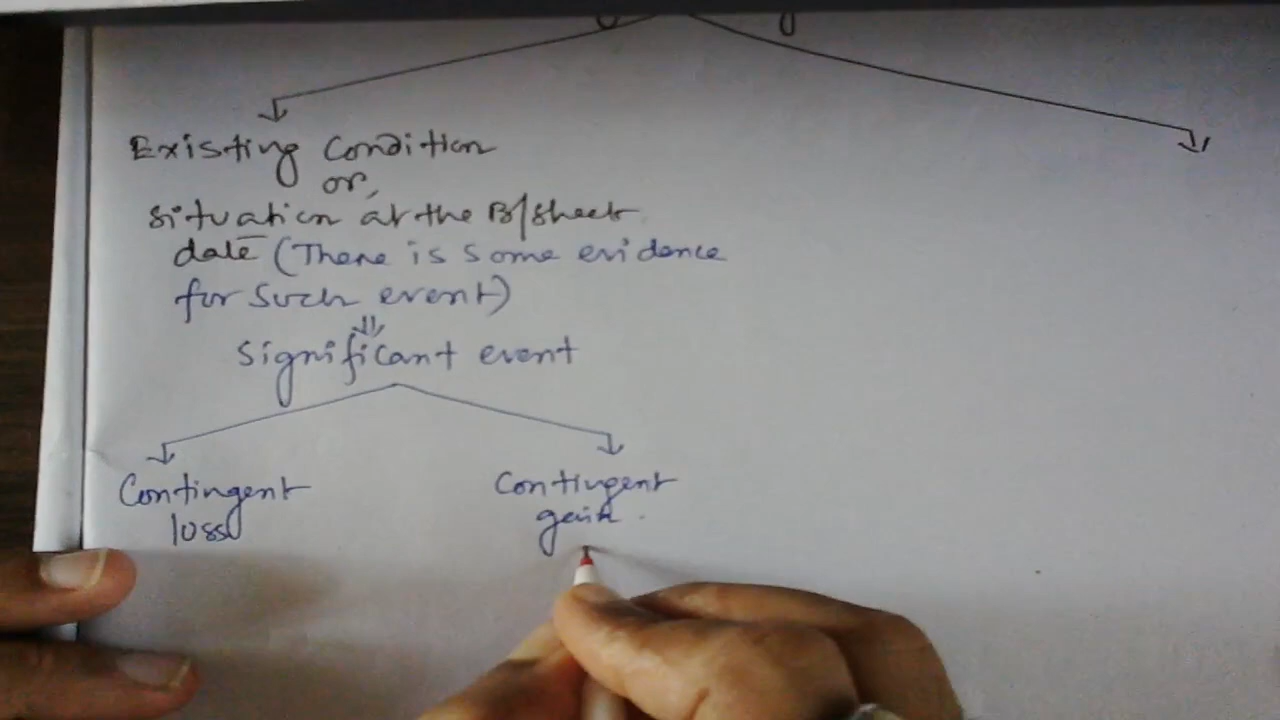 Existing Condition
or,
situation at the B/sheet
date (There is some evidence
for such event)
Significant event
Contingent
loss
Contingent
gain